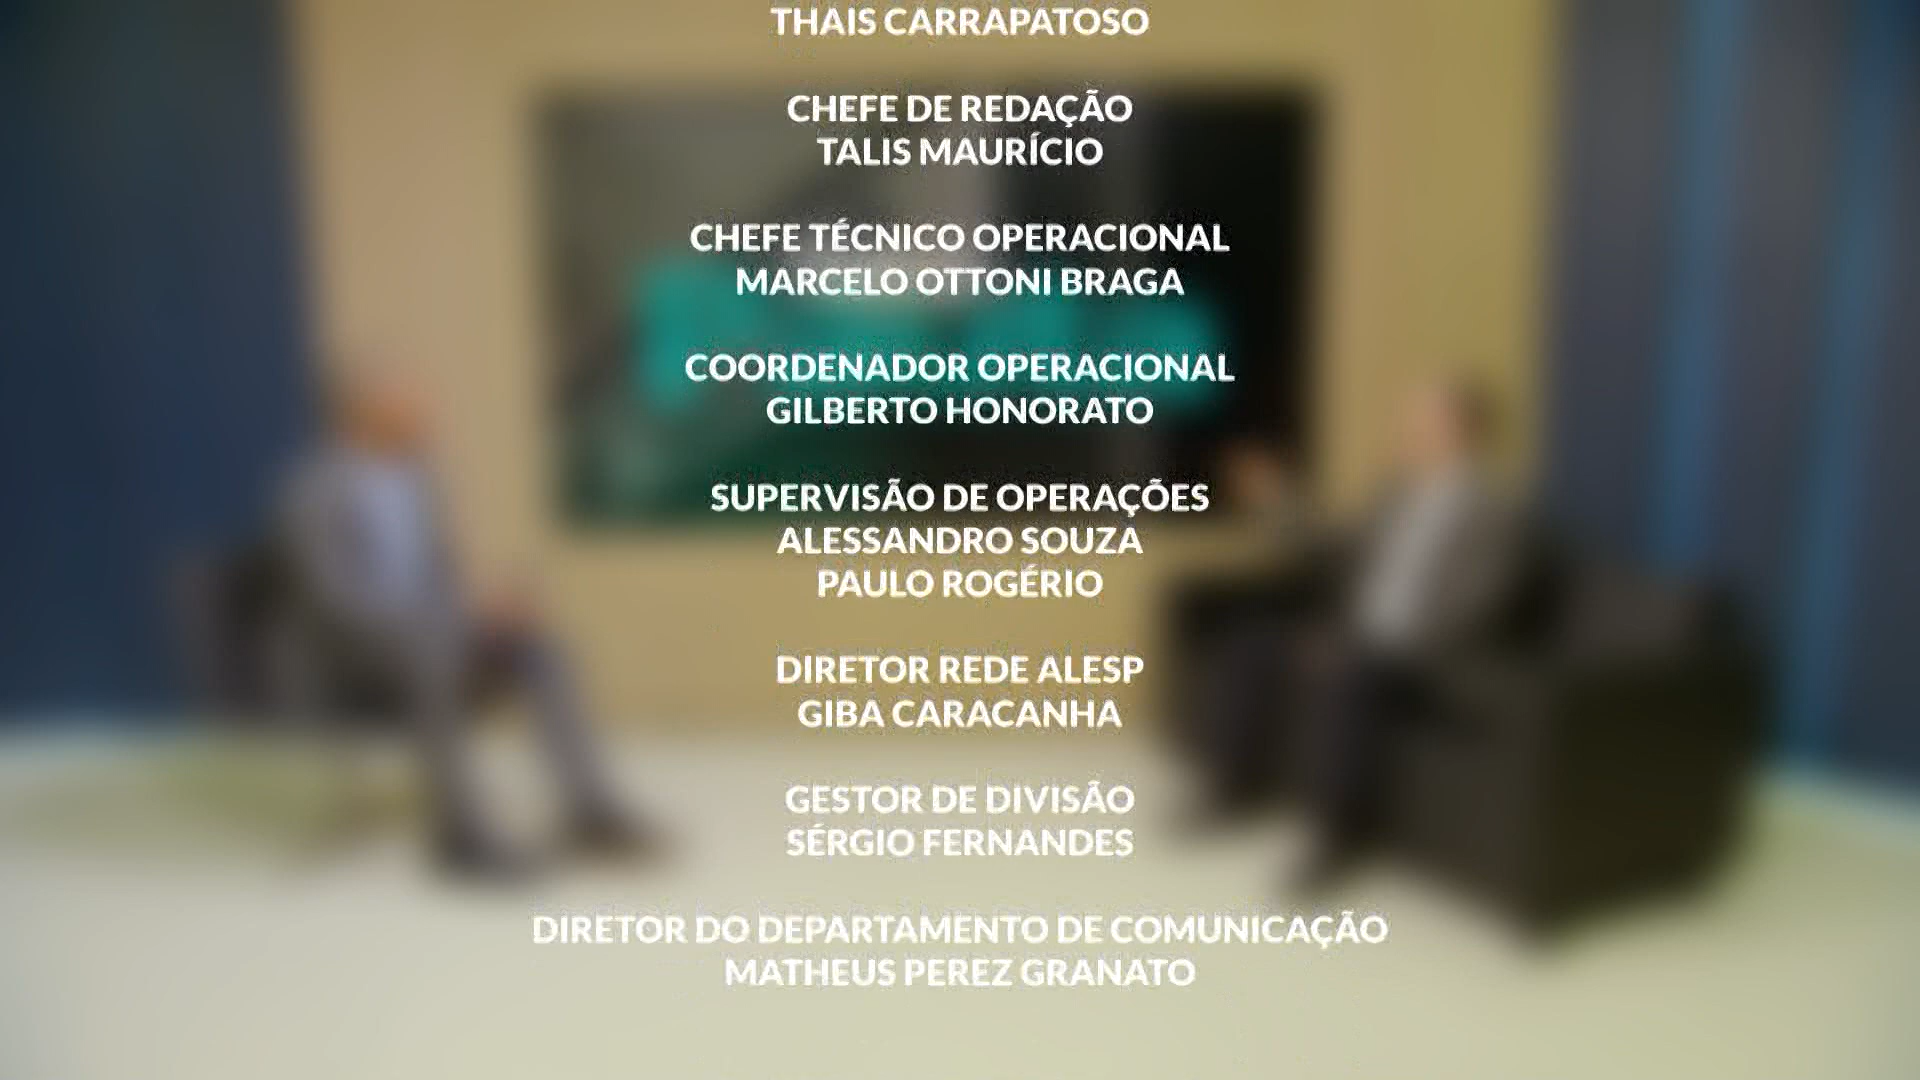 THAIS CARRAPATOSO
CHEFE DE REDAÇÃO
TALIS MAURÍCIO
CHEFE TÉCNICO OPERACIONAL
MARCELO OTTONI BRAGA
COORDENADOR OPERACIONAL
GILBERTO HONORATO
SUPERVISÃO DE OPERAÇÕES
ALESSANDRO SOUZA
PAULO ROGÉRIO
DIRETOR REDE ALESP
GIBA CARACANHA
GESTOR DE DIVISÃO
SÉRGIO FERNANDES
DIRETOR DO DEPARTAMENTO DE COMUNICAÇÃO
MATHEUS PEREZ GRANATO